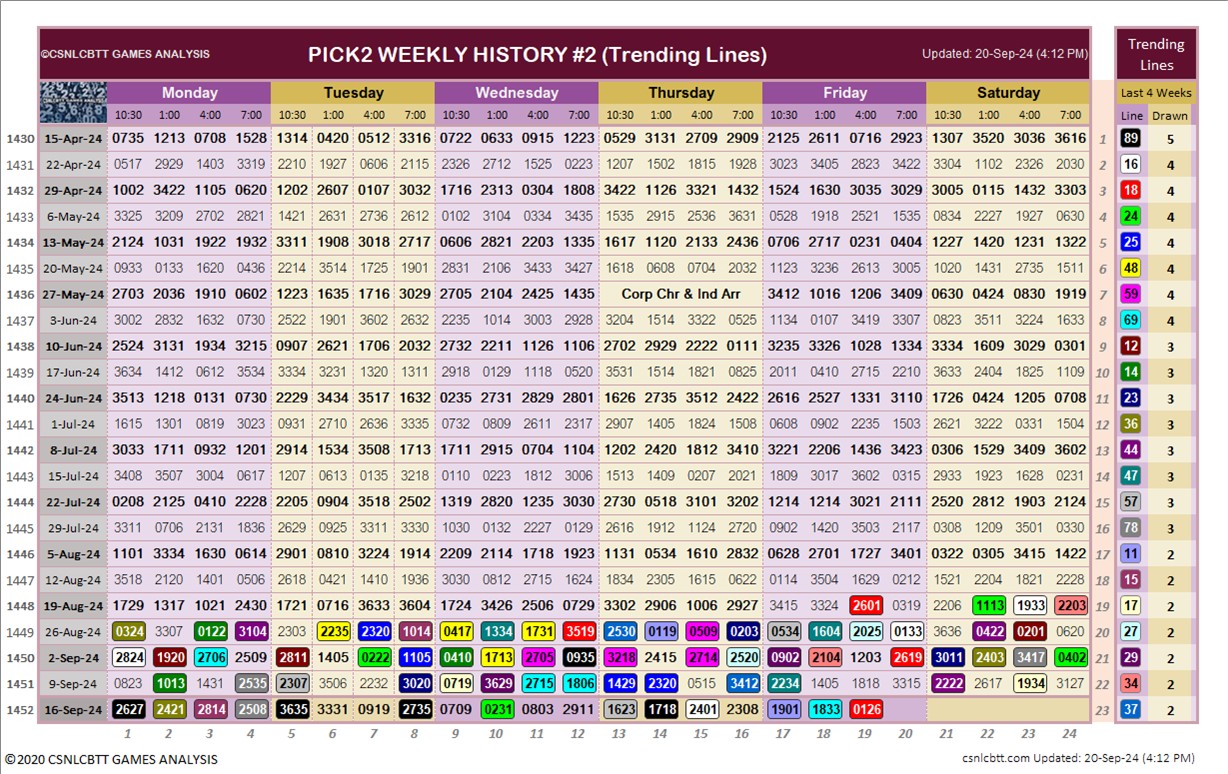 ©CSNLCBTT GAMES ANALYSIS PICK2 WEEKLY HISTORY #2 (Trending Lines) Updated: 20-Sep-24 (4:12 PM) Trending Lines
Monday Tuesday Wednesday Thursday Friday Saturday Last 4 Weeks
10:30 1:00 4:00 7:00 10:30 1:00 4:00 7:00 10:30 1:00 4:00 7:00 10:30 1:00 4:00 7:00 10:30 1:00 4:00 7:00 10:30 1:00 4:00 7:00 Line Drawn
1430 15-Apr-24 0735 1213 0708 1528 1314 0420 0512 3316 0722 0633 0915 1223 0529 3131 2709 2909 2125 2611 0716 2923 1307 3520 3036 3616 1 89 5
1431 22-Apr-24 0517 2929 1403 3319 2210 1927 0606 2115 2326 2712 1525 0223 1207 1502 1815 1928 3023 3405 2623 3422 3304 1102 2326 2030 2 16 4
1432 29-Apr-24 1002 3422 1105 0620 1202 2607 0107 3032 1716 2313 0304 1808 3422 1126 3321 1432 1524 1630 3035 3029 3005 0115 1432 3303 3 18 4
1433 6-May-24 3325 3209 2702 2821 1421 2631 2736 2612 0102 3104 0334 3435 1535 2915 2536 3631 0528 1918 2521 1535 0834 2227 1927 0630 4 24 4
1434 13-May-24 2124 1031 1922 1932 3311 1908 3018 2717 0606 2821 2203 1335 1617 1120 2133 2436 0706 2717 0231 0404 1227 1420 1231 1322 5 25 4
1435 20-May-24 0933 0133 1620 0436 2214 3514 1725 1901 2831 2106 3433 3427 1618 0608 0704 2032 1123 3236 2613 3005 1020 1431 2735 1511 6 48 4
1436 27-May-24 2703 2036 1910 0602 1223 1635 1716 3029 2705 2104 2425 1435 Corp Chr & Ind Arr 3412 1016 1206 3409 0630 0424 0830 1919 7 59 4
1437 3-Jun-24 3002 2832 1632 0730 2522 1901 3602 2632 2235 1014 3003 2928 3204 1514 3322 0525 1134 0107 3419 3307 0823 3511 3224 1633 8 69 4
1438 10-Jun-24 2524 3131 1934 3215 0907 2621 1706 2032 2732 2211 1126 1106 2702 2929 2222 0111 3235 3326 1028 1334 3334 1609 3029 0301 9 12 3
1439 17-Jun-24 3634 1412 0612 3534 3334 3231 1320 1311 2918 0129 1118 0520 3531 1514 1821 0825 2011 0410 2715 2210 3633 2404 1825 1109 10 14 3
1440 24-Jun-24 3513 1218 0131 0730 2229 3434 3517 1632 0235 2731 2829 2801 1626 2735 3512 2422 2616 2527 1331 3110 1726 0424 1205 0708 11 23 3
1441 1-Jul-24 1615 1301 0819 3023 0931 2710 2636 3335 0732 0809 2611 2317 2907 1405 1824 1508 0608 0902 2235 1503 2621 3222 0331 1504 12 36 3
1442 8-Jul-24 3033 1711 0932 1201 2914 1534 3508 1713 1711 2915 0704 1104 1202 2420 1812 3410 3221 2206 1436 3423 0306 1529 3409 3602 13 44 3
1443 15-Jul-24 3408 3507 3004 0617 1207 0613 0135 3213 0110 0223 1812 3006 1513 1409 0207 2021 1809 3017 3602 0315 2933 1923 1628 0231 14 47 3
1444 22-Jul-24 0208 2125 0410 2228 2205 0904 3518 2502 1319 2820 1235 3030 2730 0518 3101 3202 1214 1214 3021 2111 2520 2812 1903 2124 15 57 3
1445 29-Jul-24 3311 0706 2131 1836 2629 0925 3311 3330 1030 0132 2227 0129 2616 1912 1124 2720 0902 1420 3503 2117 0308 1209 3501 0330 16 78 3
1446 5-Aug-24 1101 3334 1630 0614 2901 0810 3224 1914 2209 2114 1718 1923 1131 0534 1610 2832 0628 2701 1727 3401 0322 0305 3415 1422 17 11 2
1447 12-Aug-24 3518 2120 1401 0506 2618 0421 1410 1936 3030 0812 2715 1624 1834 2305 1615 0622 0114 3504 1629 0212 1521 2204 1821 2228 18 15 2
1448 19-Aug-24 1729 1317 1021 2430 1721 0716 3633 3604 1724 3426 2506 0729 3302 2906 1006 2927 3415 3324 2601 0319 2206 1113 1933 2203 19 17 2
1449 26-Aug-24 0324 3307 0122 3104 2303 2235 2320 1014 0417 1334 1731 3519 2530 0119 0509 0203 0534 1604 2025 0133 3636 0422 0201 0620 20 27 2
1450 2-Sep-24 2824 1920 2706 2509 2811 1405 0222 1105 0410 1713 2705 0935 3218 2415 2714 2520 0902 2104 1203 2619 3011 2403 3417 0402 21 29 2
1451 9-Sep-24 0823 1013 1431 2535 2307 3506 2232 3020 0719 3629 2715 1806 1429 2320 0515 3412 2234 1405 1818 3315 2222 2617 1934 3127 22 34 2
1452 16-Sep-24 2627 2421 2814 2508 3635 3331 0919 2735 0709 0231 0803 2911 1623 1718 2401 2308 1901 1833 0126 23 37 2
1 2 3 4 5 6 7 8 9 10 11 12 13 14 15 16 17 18 19 20 21 22 23 24
©2020 CSNLCBTT GAMES ANALYSIS csnlcbtt.com Updated: 20-Sep-24 (4:12 PM)